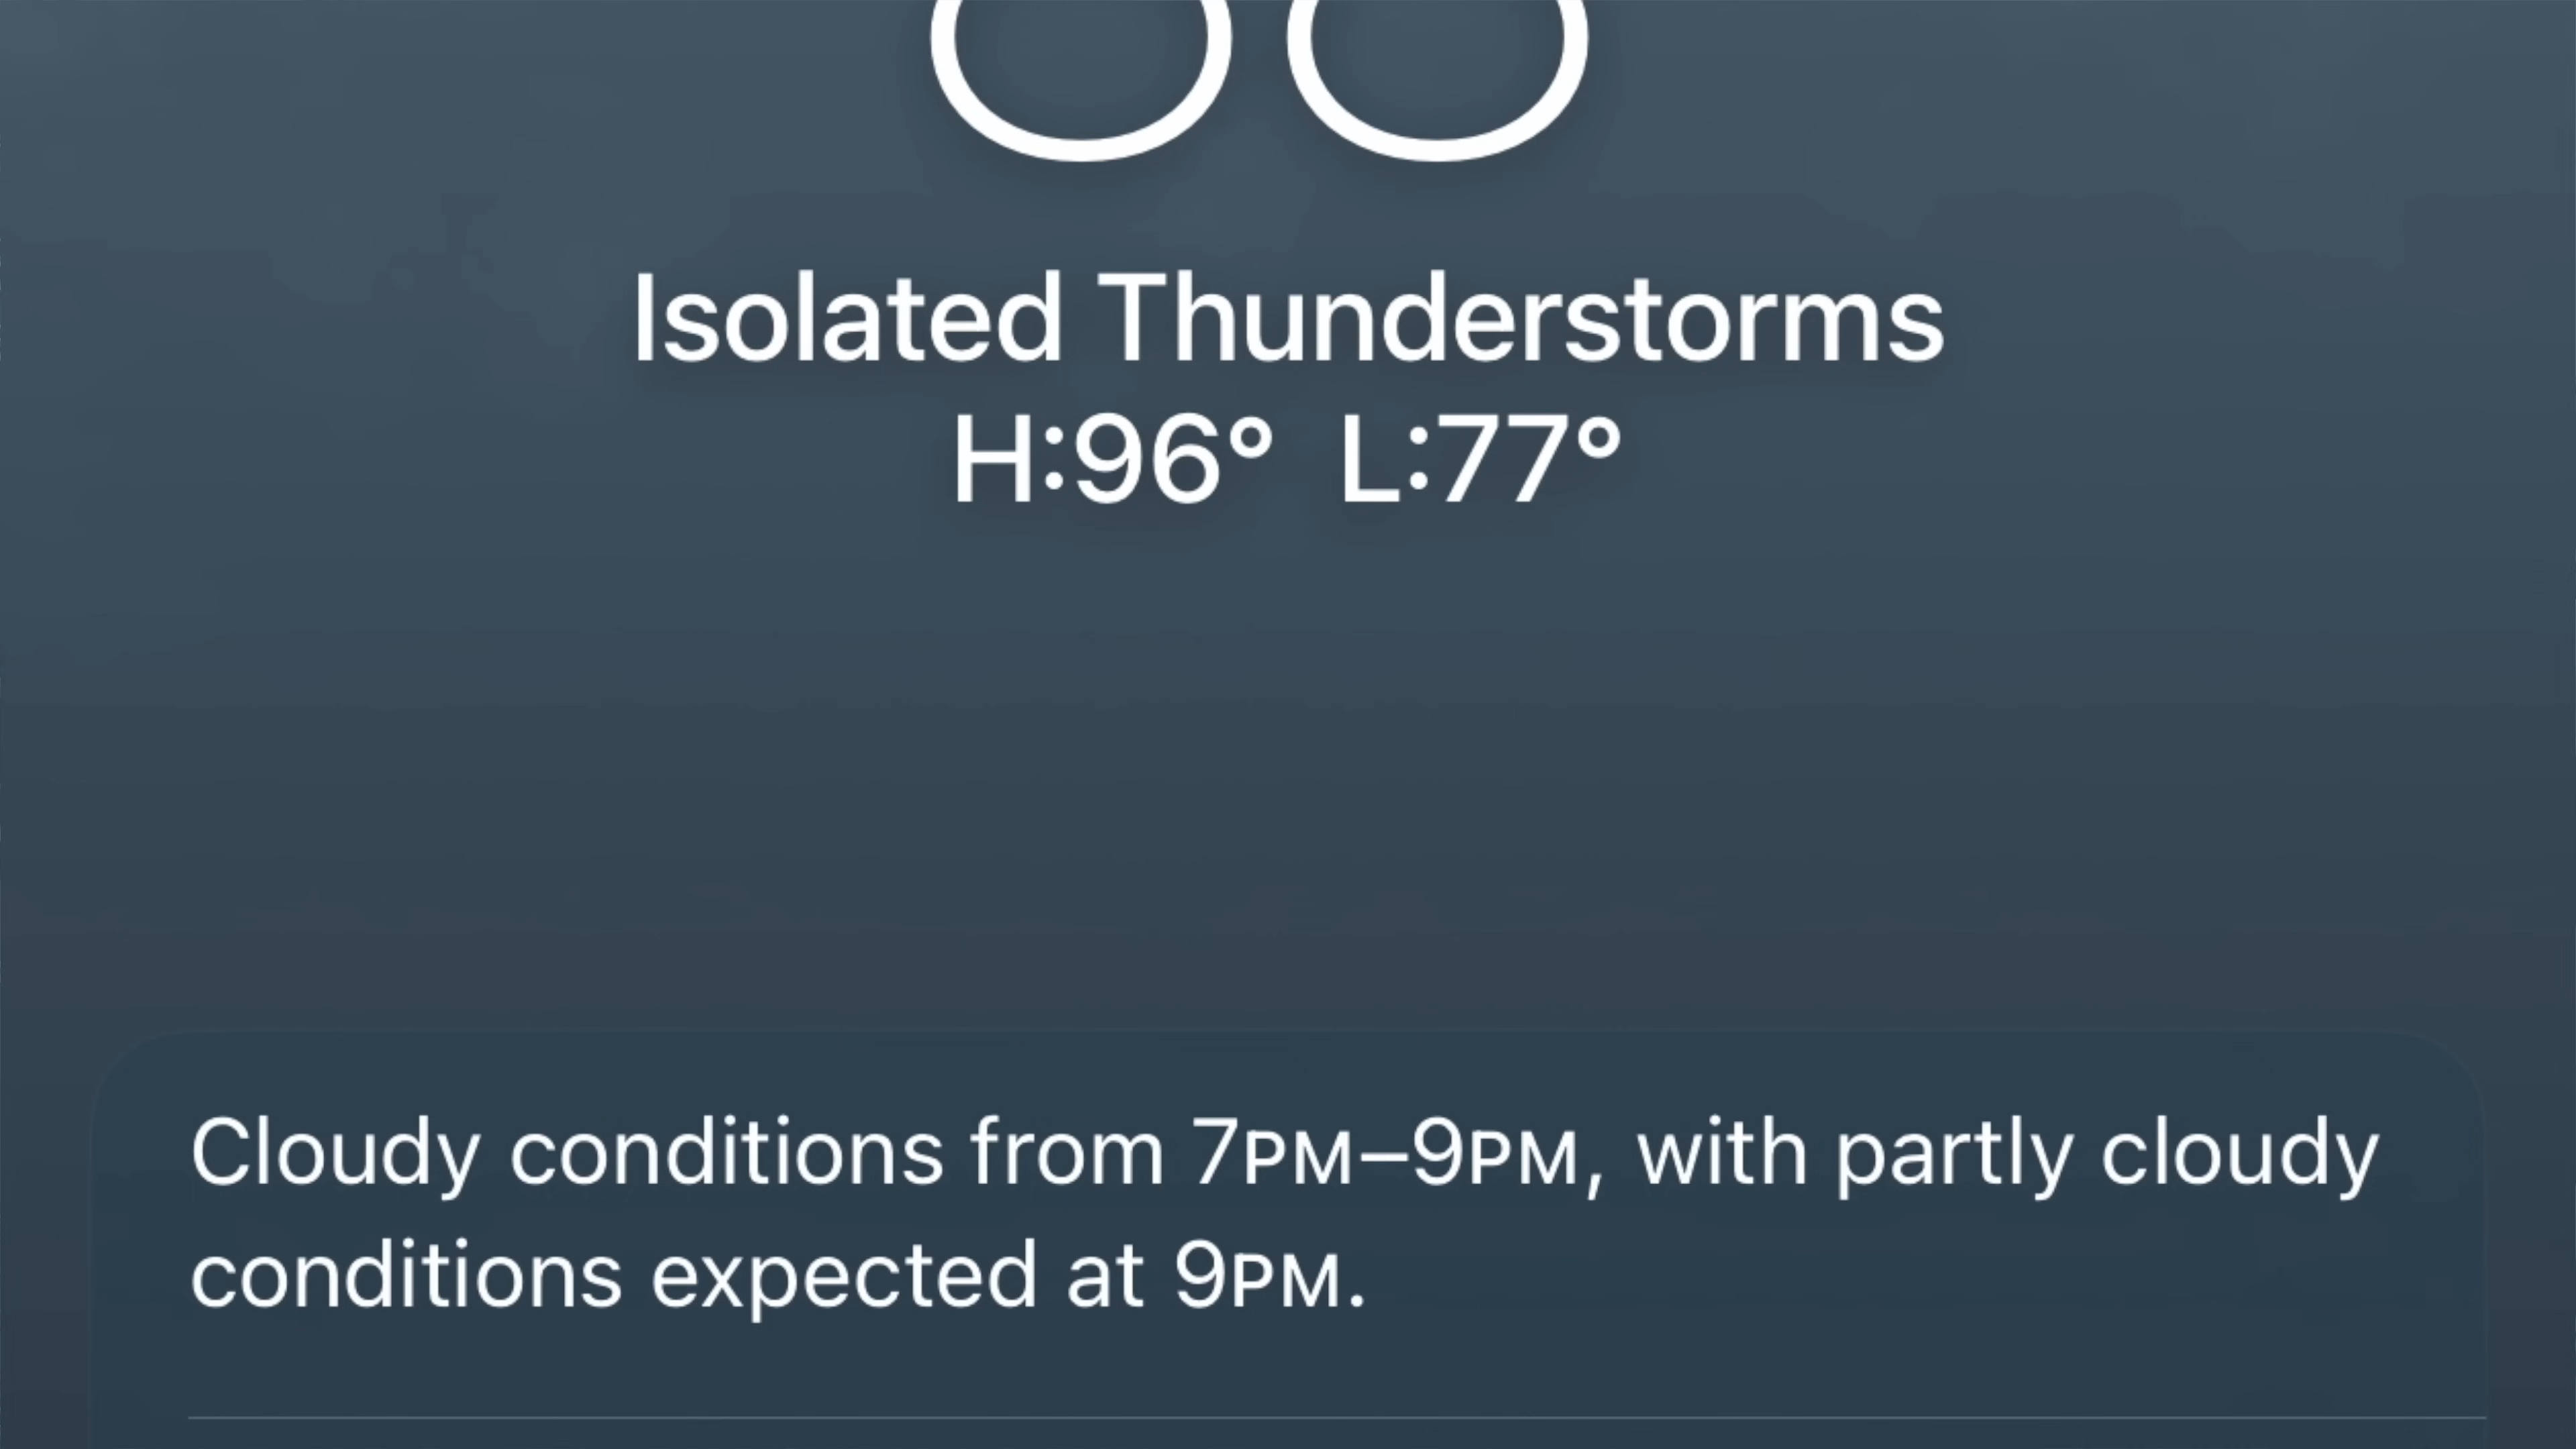 Isolated Thunderstorms
H:96° L:77°
Cloudy conditions from 7PM–9PM, with partly cloudy
conditions expected at 9PM.